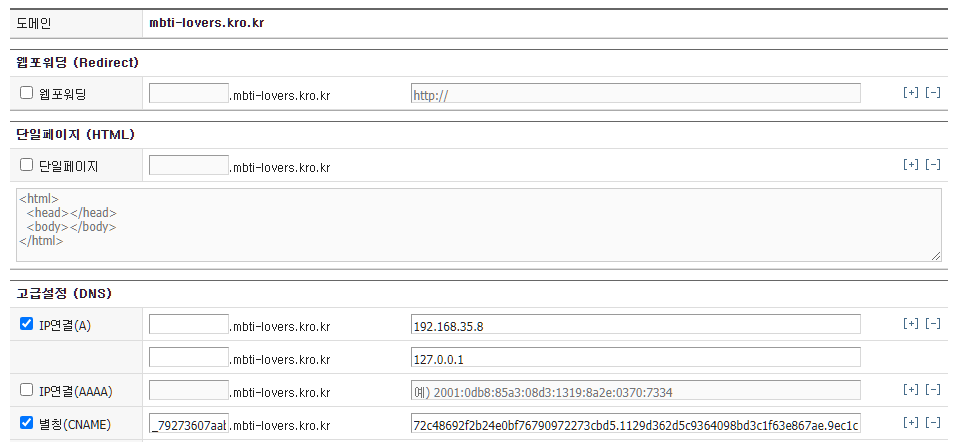 도메인 mbti-lovers.kro.kr
웹포워딩 (Redirect)
웹포워딩 .mbti-lovers.kro.kr http:// [+] [-]
단일페이지 (HTML)
단일페이지 .mbti-lovers.kro.kr [+] [-]
<html>
<head></head>
<body></body>
</html>
고급설정 (DNS)
IP연결(A) .mbti-lovers.kro.kr 192.168.35.8 [+] [-]
.mbti-lovers.kro.kr 127.0.0.1
IP연결(AAAA) .mbti-lovers.kro.kr 예) 2001:0db8:85a3:08d3:1319:8a2e:0370:7334 [+] [-]
별칭(CNAME) _79273607aab .mbti-lovers.kro.kr 72c48692f2b24e0bf76790972273cbd5.1129d362d5c9364098bd3c1f63e867ae.9ec1c [+] [-]